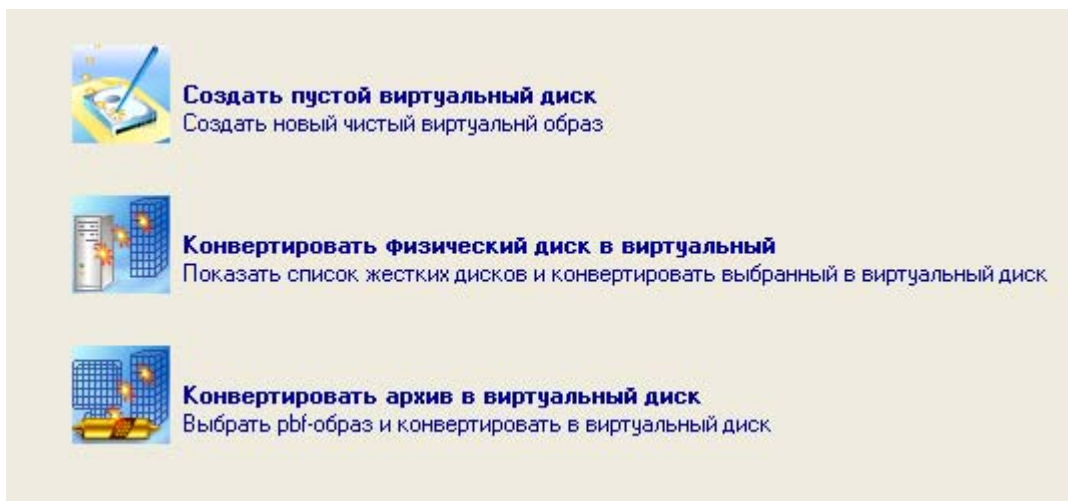 Создать пустой виртуальный диск
Создать новый чистый виртуальнй образ
Конвертировать физический диск в виртуальный
Показать список жестких дисков и конвертировать выбранный в виртуальный диск
Конвертировать архив в виртуальный диск
Выбрать pbf-образ и конвертировать в виртуальный диск